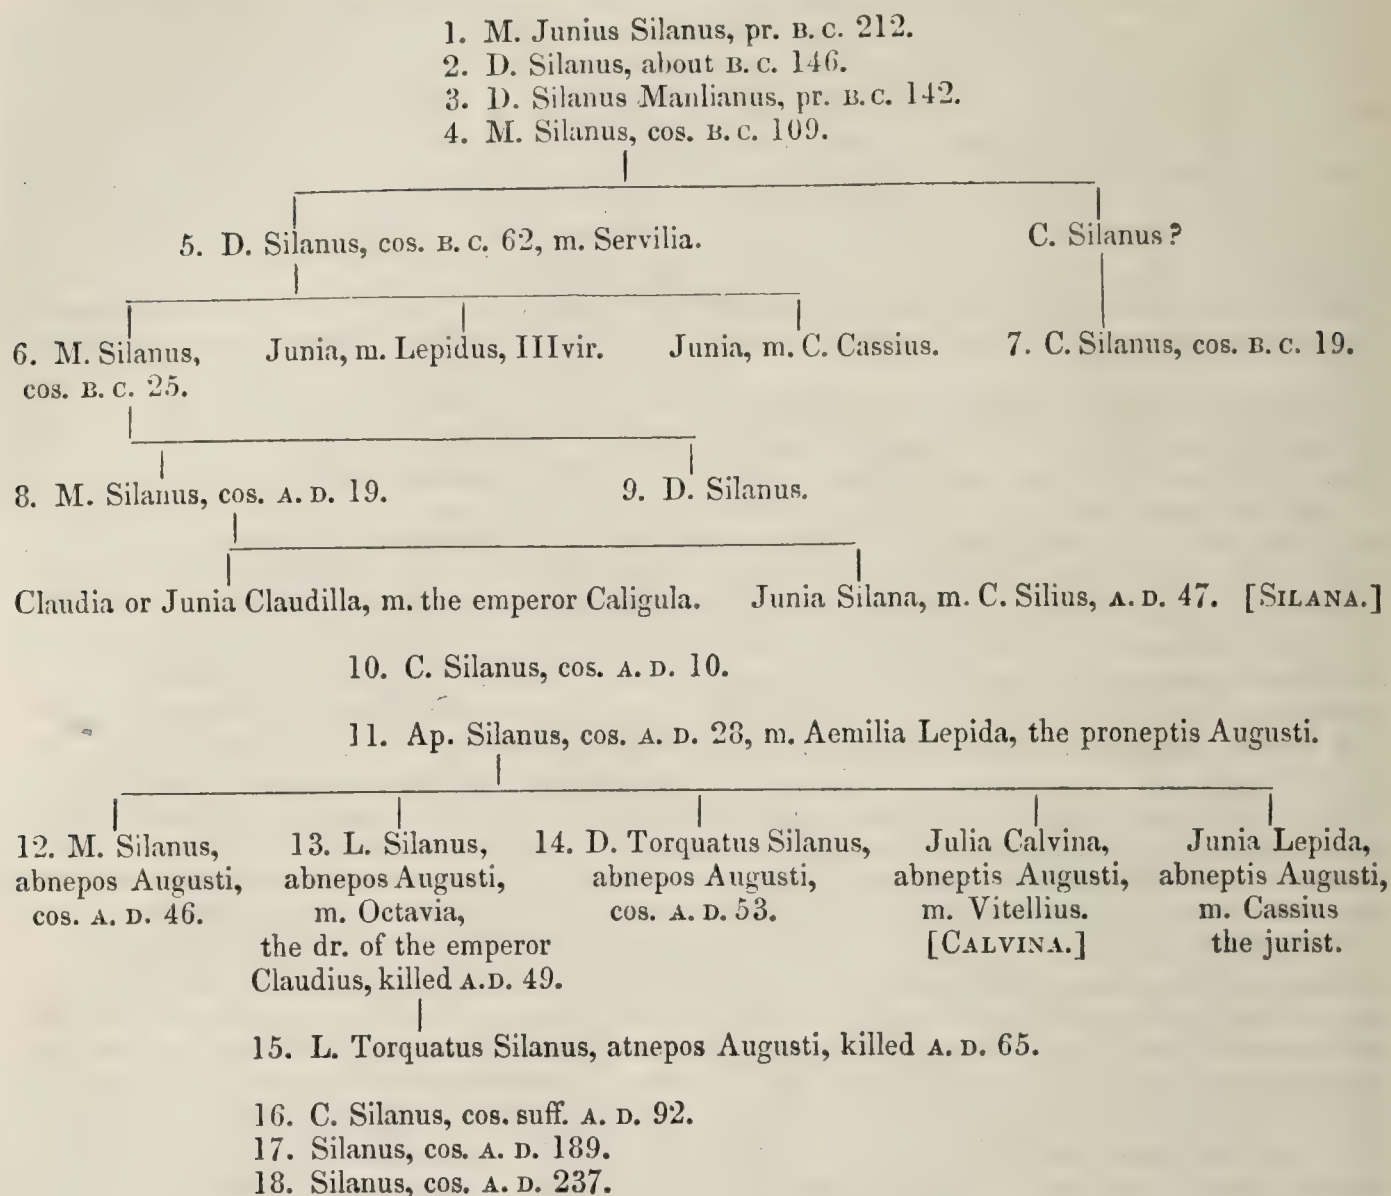 1. M. Junius Silanus, pr. B. C. 212.
2. D. Silanus, about B. C. 146.
3. D. Silanus Manlianus, pr. B. C. 142.
4. M. Silanus, cos. B. C. 109.
5. D. Silanus, cos. B. C. 62, m. Servilia. C. Silanus?
6. M. Silanus, Junia, m. Lepidus, IIIvir. Junia, m. C. Cassius. 7. C. Silanus, cos. B. C. 19.
cos. B. C. 25.
8. M. Silanus, cos. A. D. 19. 9. D. Silanus.
Claudia or Junia Claudilla, m. the emperor Caligula. Junia Silana, m. C. Silius, A. D. 47. [SILANA.]
10. C. Silanus, cos. A. D. 10.
11. Ap. Silanus, cos. A. D. 28, m. Aemilia Lepida, the proneptis Augusti.
12. M. Silanus, 13. L. Silanus, 14. D. Torquatus Silanus, Julia Calvina, Junia Lepida,
abnepos Augusti, abnepos Augusti, abnepos Augusti, abneptis Augusti, abneptis Augusti,
cos. A. D. 46. m. Octavia, cos. A. D. 53. m. Vitellius. m. Cassius
the dr. of the emperor [CALVINA.] the jurist.
Claudius, killed A.D. 49.
15. L. Torquatus Silanus, atnepos Augusti, killed A. D. 65.
16. C. Silanus, cos. suff. A. D. 92.
17. Silanus, cos. A. D. 189.
18. Silanus, cos. A. D. 237.